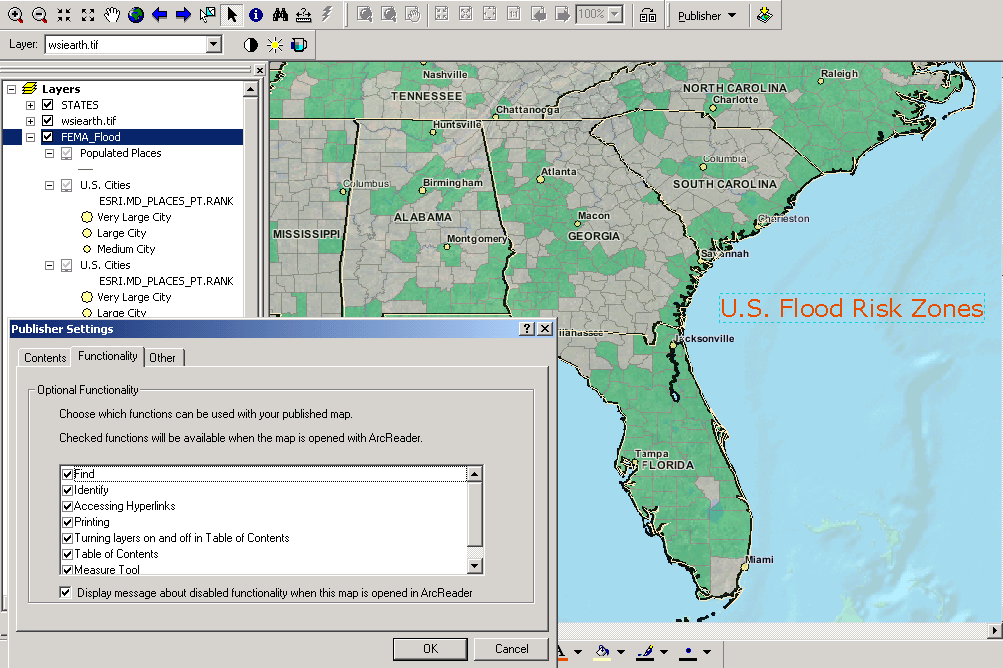 100%
Publisher
Layer:
wsiearth.tif
Layers
STATES
wsiearth.tif
FEMA_Flood
Populated Places
U.S. Cities
ESRI.MD_PLACES_PT.RANK
Very Large City
Large City
Medium City
U.S. Cities
ESRI.MD_PLACES_PT.RANK
Very Large City
Large City
Nashville
Raleigh
TENNESSEE
NORTH CAROLINA
Charlotte
Chattanooga
Huntsville
Columbus
Birmingham
Atlanta
Columbia
SOUTH CAROLINA
ALABAMA
Macon
Charleston
MISSISSIPPI
Montgomery
GEORGIA
Savannah
U.S. Flood Risk Zones
Jacksonville
Tampa
FLORIDA
Miami
Publisher Settings
Contents
Functionality
Other
Optional Functionality
Choose which functions can be used with your published map.
Checked functions will be available when the map is opened with ArcReader.
Find
Identify
Accessing Hyperlinks
Printing
Turning layers on and off in Table of Contents
Table of Contents
Measure Tool
Display message about disabled functionality when this map is opened in ArcReader
OK
Cancel